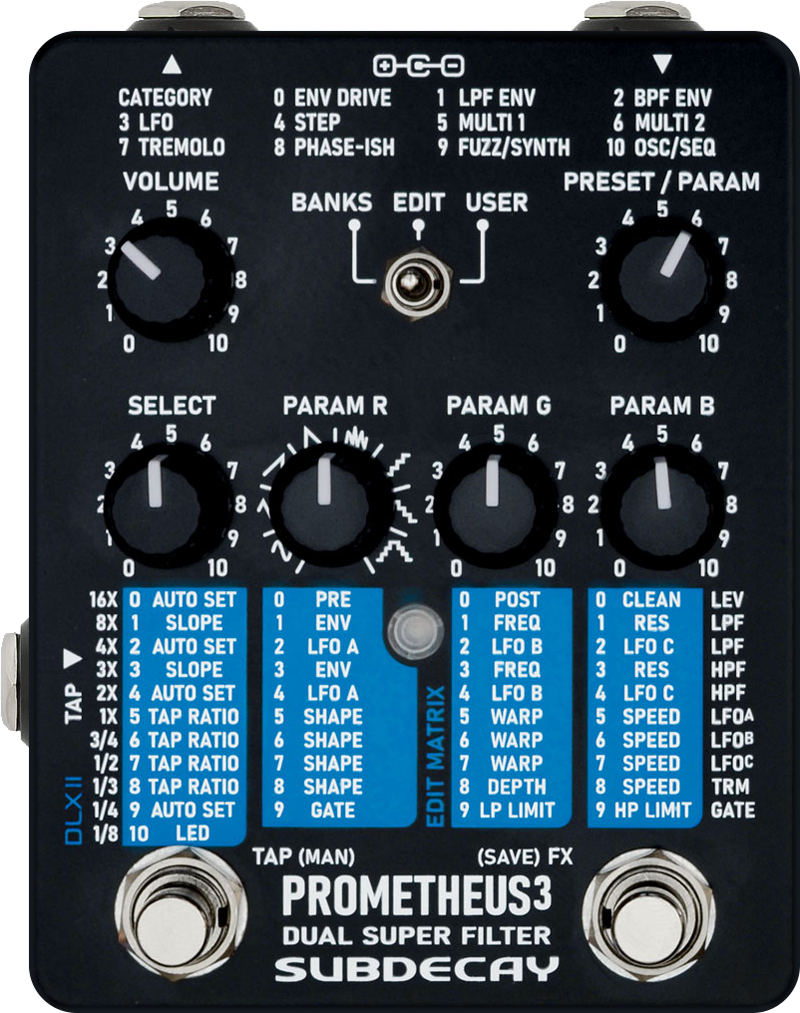 CATEGORY 0 ENV DRIVE 1 LPF ENV 2 BPF ENV
3 LFO 4 STEP 5 MULTI 1 6 MULTI 2
7 TREMOLO 8 PHASE-ISH 9 FUZZ/SYNTH 10 OSC/SEQ
VOLUME
0 1 2 3 4 5 6 7 8 9 10
BANKS EDIT USER
PRESET / PARAM
0 1 2 3 4 5 6 7 8 9 10
SELECT
0 1 2 3 4 5 6 7 8 9 10
PARAM R
PARAM G
0 1 2 3 4 5 6 7 8 9 10
PARAM B
0 1 2 3 4 5 6 7 8 9 10
16X 0 AUTO SET 0 PRE 0 POST 0 CLEAN LEV
8X 1 SLOPE 1 ENV 1 FREQ 1 RES LPF
4X 2 AUTO SET 2 LFO A 2 LFO B 2 LFO C LPF
3X 3 SLOPE 3 ENV 3 FREQ 3 RES HPF
2X 4 AUTO SET 4 LFO A 4 LFO B 4 LFO C HPF
1X 5 TAP RATIO 5 SHAPE 5 WARP 5 SPEED LFOA
3/4 6 TAP RATIO 6 SHAPE 6 WARP 6 SPEED LFOB
1/2 7 TAP RATIO 7 SHAPE 7 WARP 7 SPEED LFOC
1/3 8 TAP RATIO 8 SHAPE 8 DEPTH 8 SPEED TRM
1/4 9 AUTO SET 9 GATE 9 LP LIMIT 9 HP LIMIT GATE
1/8 10 LED
TAP
DLX II
EDIT MATRIX
TAP (MAN) (SAVE) FX
PROMETHEUS3
DUAL SUPER FILTER
SUBDECAY